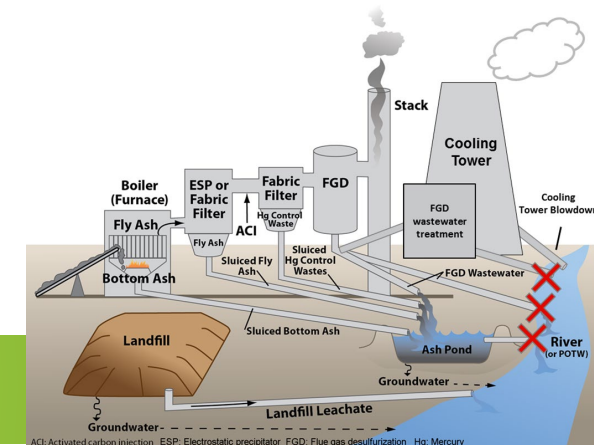 Stack
Cooling
Tower
Boiler
(Furnace)
ESP or
Fabric
Filter
Fabric
Filter
FGD
FGD
wastewater
treatment
Cooling
Tower Blowdown
Fly Ash
Hg Control
Waste
ACI
Fly Ash
Sluiced Fly
Ash
Sluiced
Hg Control
Wastes
FGD Wastewater
Bottom Ash
Sluiced Bottom Ash
Landfill
Ash Pond
River
(or POTW)
Groundwater
Landfill Leachate
Groundwater
ACI: Activated carbon injection ESP: Electrostatic precipitator FGD: Flue gas desulfurization Hg: Mercury